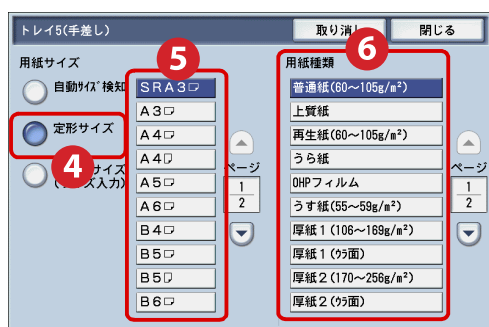 トレイ5(手差し)
取り消し
閉じる
用紙サイズ
自動ｻｲｽﾞ検知
定形サイズ
サイズ
ズ入力)
4
5
SRA3
A3
A4
A4
A5
A6
B4
B5
B5
B6
ページ
1
2
6
用紙種類
普通紙(60～105g/m²)
上質紙
再生紙(60～105g/m²)
うら紙
OHPフィルム
うす紙(55～59g/m²)
厚紙1(106～169g/m²)
厚紙1(ｳﾗ面)
厚紙2(170～256g/m²)
厚紙2(ｳﾗ面)
ページ
1
2